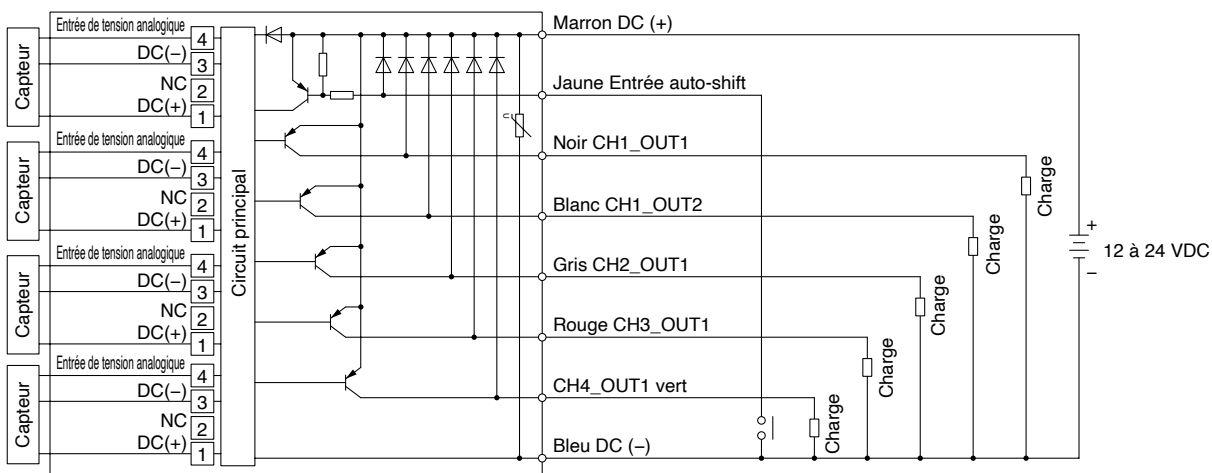 Capteur
Entrée de tension analogique 4
DC(−) 3
NC 2
DC(+) 1
Capteur
Entrée de tension analogique 4
DC(−) 3
NC 2
DC(+) 1
Capteur
Entrée de tension analogique 4
DC(−) 3
NC 2
DC(+) 1
Capteur
Entrée de tension analogique 4
DC(−) 3
NC 2
DC(+) 1
Circuit principal
Marron DC (+)
Jaune Entrée auto-shift
Noir CH1_OUT1
Blanc CH1_OUT2
Gris CH2_OUT1
Rouge CH3_OUT1
CH4_OUT1 vert
Bleu DC (−)
Charge
Charge
Charge
Charge
Charge
+
12 à 24 VDC
−